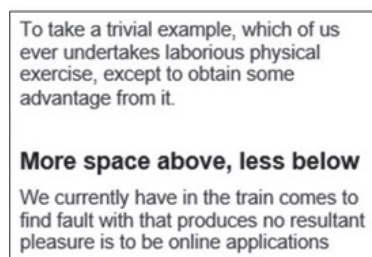 To take a trivial example, which of us
ever undertakes laborious physical
exercise, except to obtain some
advantage from it.
More space above, less below
We currently have in the train comes to
find fault with that produces no resultant
pleasure is to be online applications